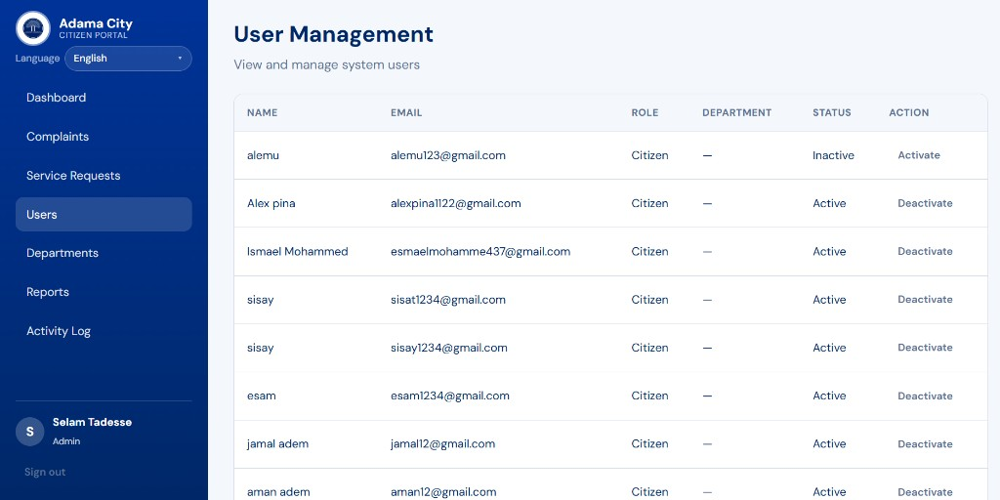 Adama City
CITIZEN PORTAL
Language English
Dashboard
Complaints
Service Requests
Users
Departments
Reports
Activity Log
S
Selam Tadesse
Admin
Sign out
User Management
View and manage system users
NAME EMAIL ROLE DEPARTMENT STATUS ACTION
alemu alemu123@gmail.com Citizen — Inactive Activate
Alex pina alexpina1122@gmail.com Citizen — Active Deactivate
Ismael Mohammed esmaelmohamme437@gmail.com Citizen — Active Deactivate
sisay sisat1234@gmail.com Citizen — Active Deactivate
sisay sisay1234@gmail.com Citizen — Active Deactivate
esam esam1234@gmail.com Citizen — Active Deactivate
jamal adem jamal12@gmail.com Citizen — Active Deactivate
aman adem aman12@gmail.com Citizen — Active Deactivate